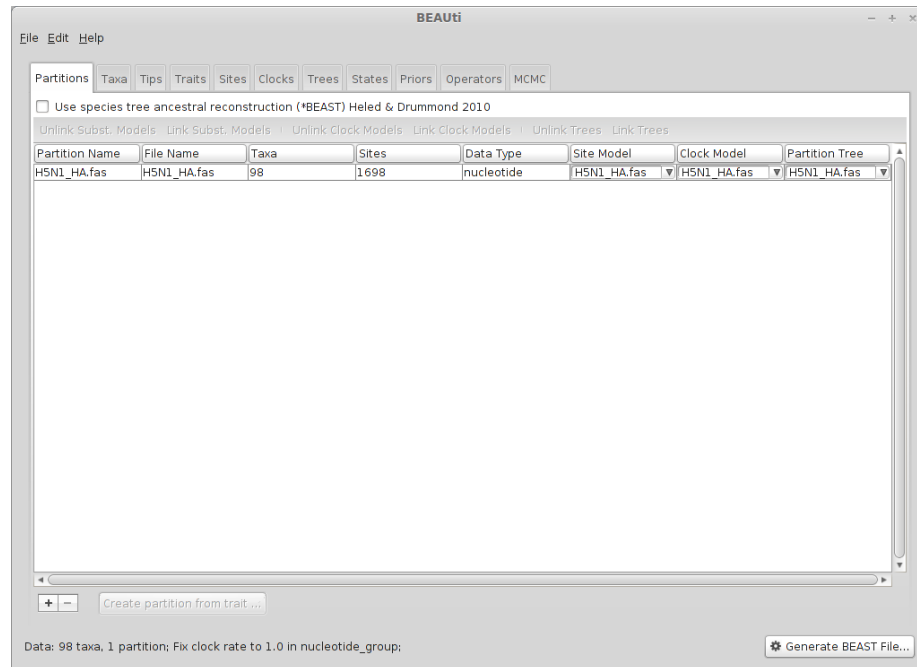 BEAUti
File Edit Help
Partitions Taxa Tips Traits Sites Clocks Trees States Priors Operators MCMC
Use species tree ancestral reconstruction (*BEAST) Heled & Drummond 2010
Unlink Subst. Models Link Subst. Models Unlink Clock Models Link Clock Models Unlink Trees Link Trees
Partition Name File Name Taxa Sites Data Type Site Model Clock Model Partition Tree
H5N1_HA.fas H5N1_HA.fas 98 1698 nucleotide H5N1_HA.fas H5N1_HA.fas H5N1_HA.fas
+ − Create partition from trait ...
Data: 98 taxa, 1 partition; Fix clock rate to 1.0 in nucleotide_group; Generate BEAST File...